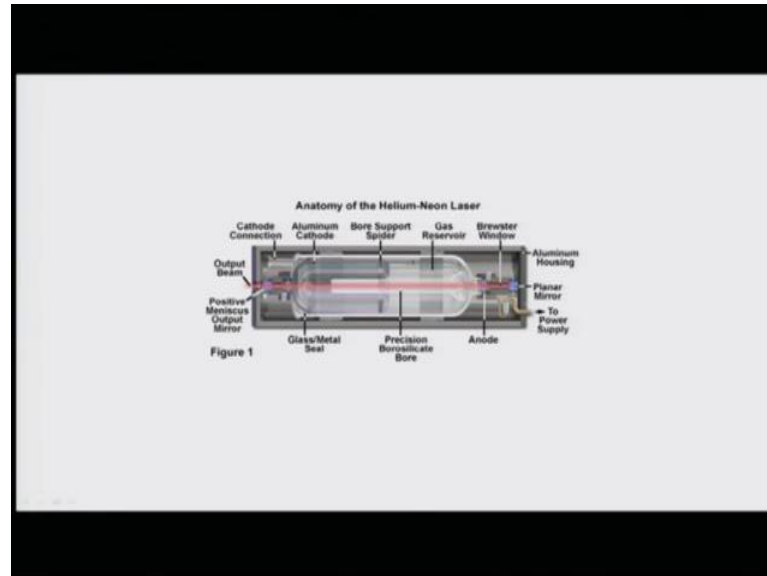 Anatomy of the Helium-Neon Laser
Cathode Connection
Aluminum Cathode
Bore Support Spider
Gas Reservoir
Brewster Window
Aluminum Housing
Output Beam
Planar Mirror
Positive Meniscus Output Mirror
To Power Supply
Glass/Metal Seal
Precision Borosilicate Bore
Anode
Figure 1